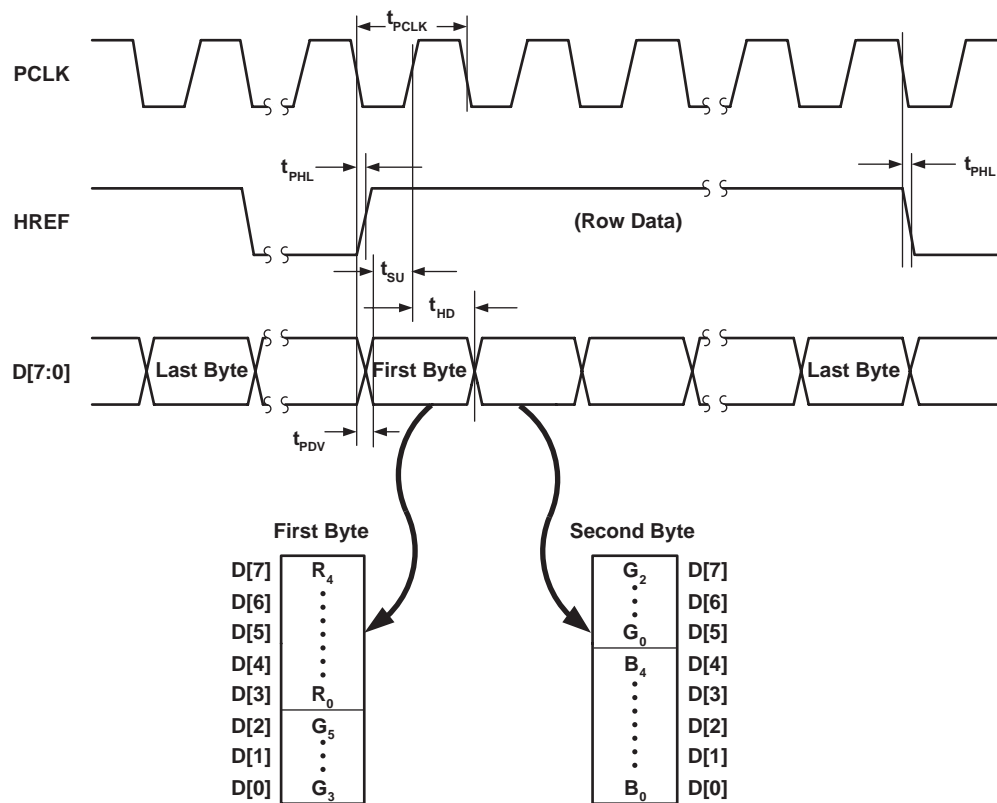 t_PCLK
PCLK
t_PHL
t_PHL
HREF
(Row Data)
t_SU
t_HD
D[7:0]
Last Byte
First Byte
Last Byte
t_PDV
First Byte
Second Byte
D[7] R_4 G_2 D[7]
D[6] D[6]
D[5] G_0 D[5]
D[4] B_4 D[4]
D[3] R_0 D[3]
D[2] G_5 D[2]
D[1] D[1]
D[0] G_3 B_0 D[0]